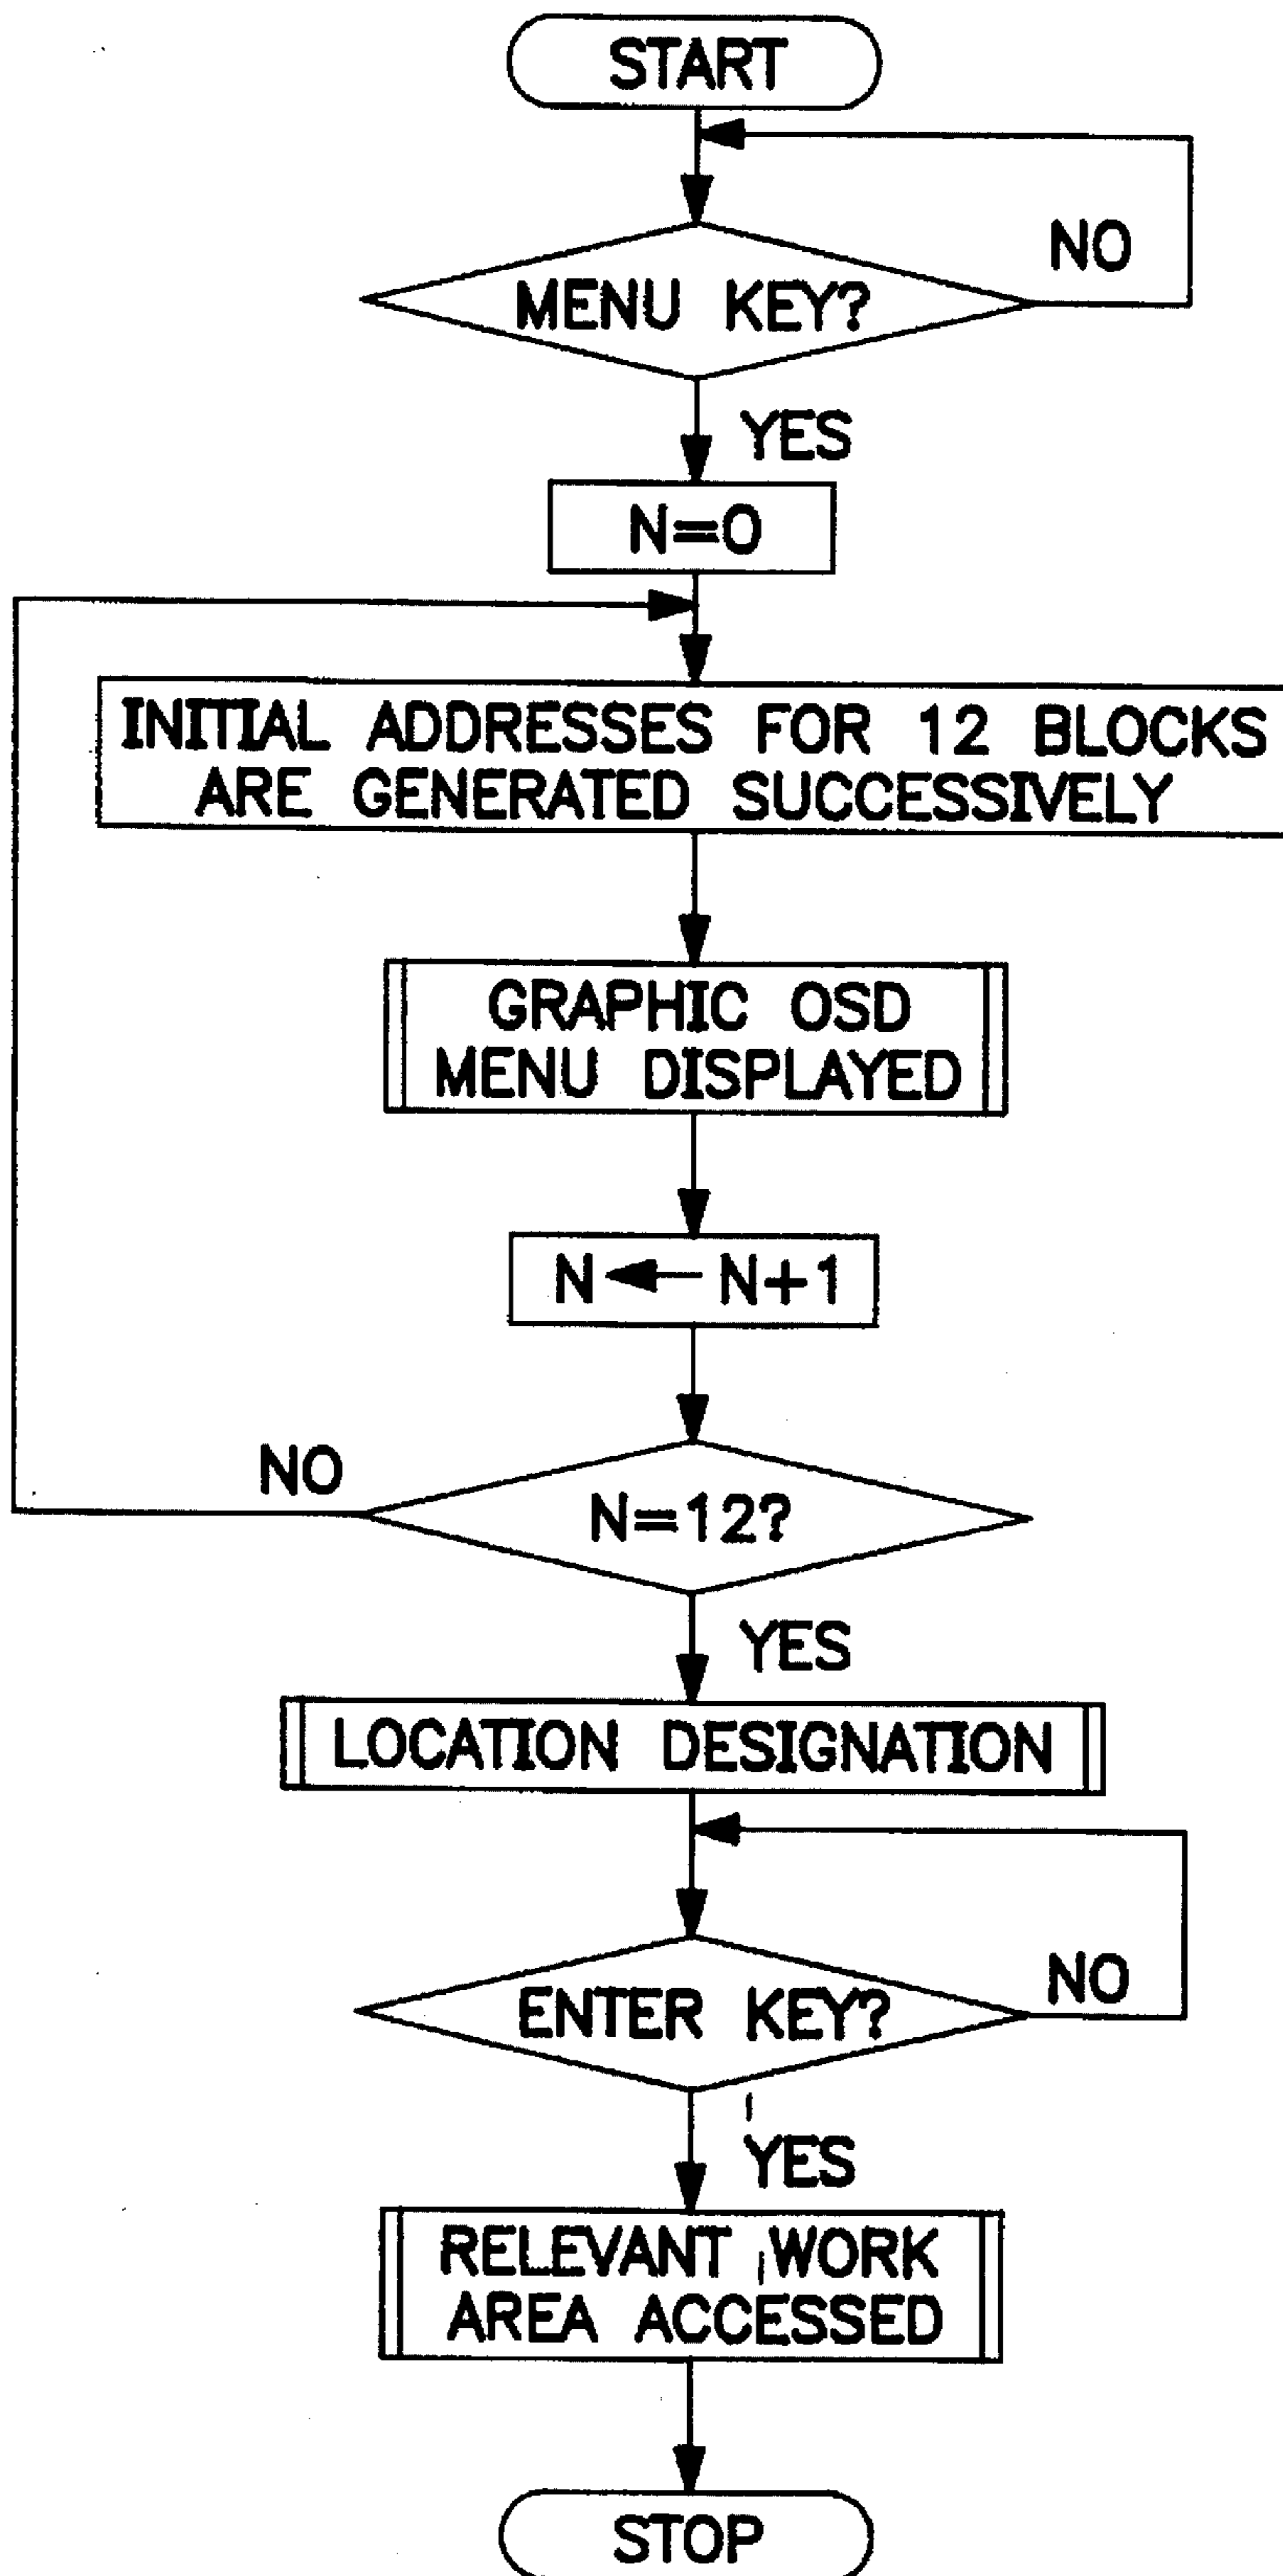 START
MENU KEY?
NO
YES
N=0
INITIAL ADDRESSES FOR 12 BLOCKS
ARE GENERATED SUCCESSIVELY
GRAPHIC OSD
MENU DISPLAYED
N ← N+1
NO
N=12?
YES
LOCATION DESIGNATION
ENTER KEY?
NO
YES
RELEVANT WORK
AREA ACCESSED
STOP